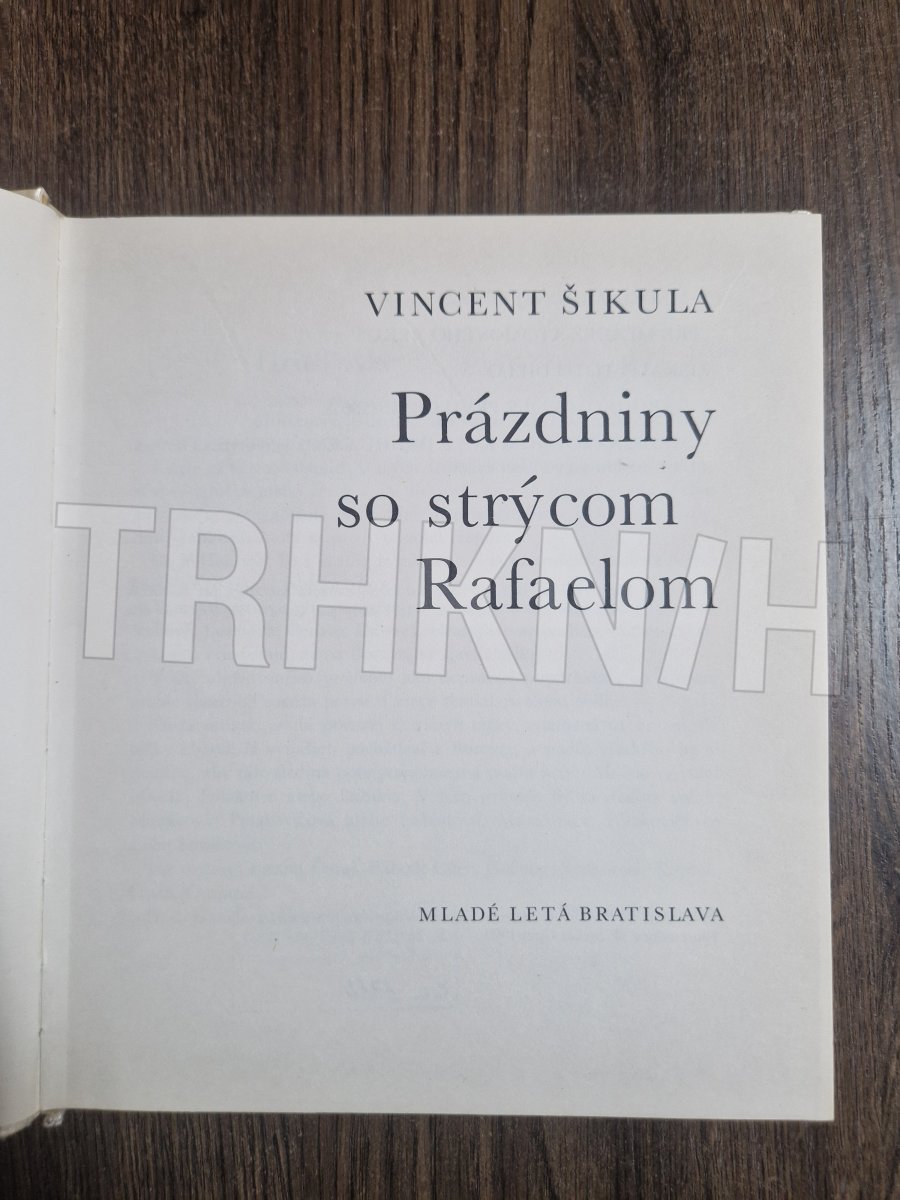 VINCENT ŠIKULA
Prázdniny
so strýcom
Rafaelom
TRHKNIH
MLADÉ LETÁ BRATISLAVA